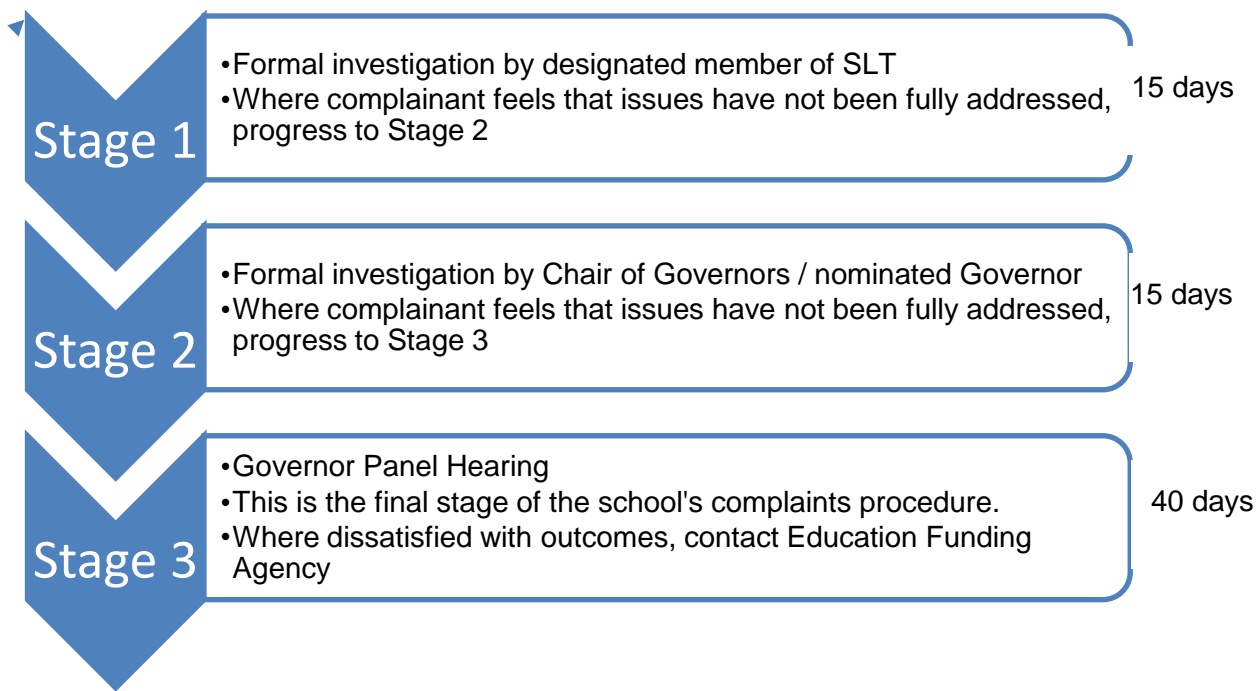 Stage 1
•Formal investigation by designated member of SLT
•Where complainant feels that issues have not been fully addressed,
progress to Stage 2
15 days
Stage 2
•Formal investigation by Chair of Governors / nominated Governor
•Where complainant feels that issues have not been fully addressed,
progress to Stage 3
15 days
Stage 3
•Governor Panel Hearing
•This is the final stage of the school's complaints procedure.
•Where dissatisfied with outcomes, contact Education Funding
Agency
40 days